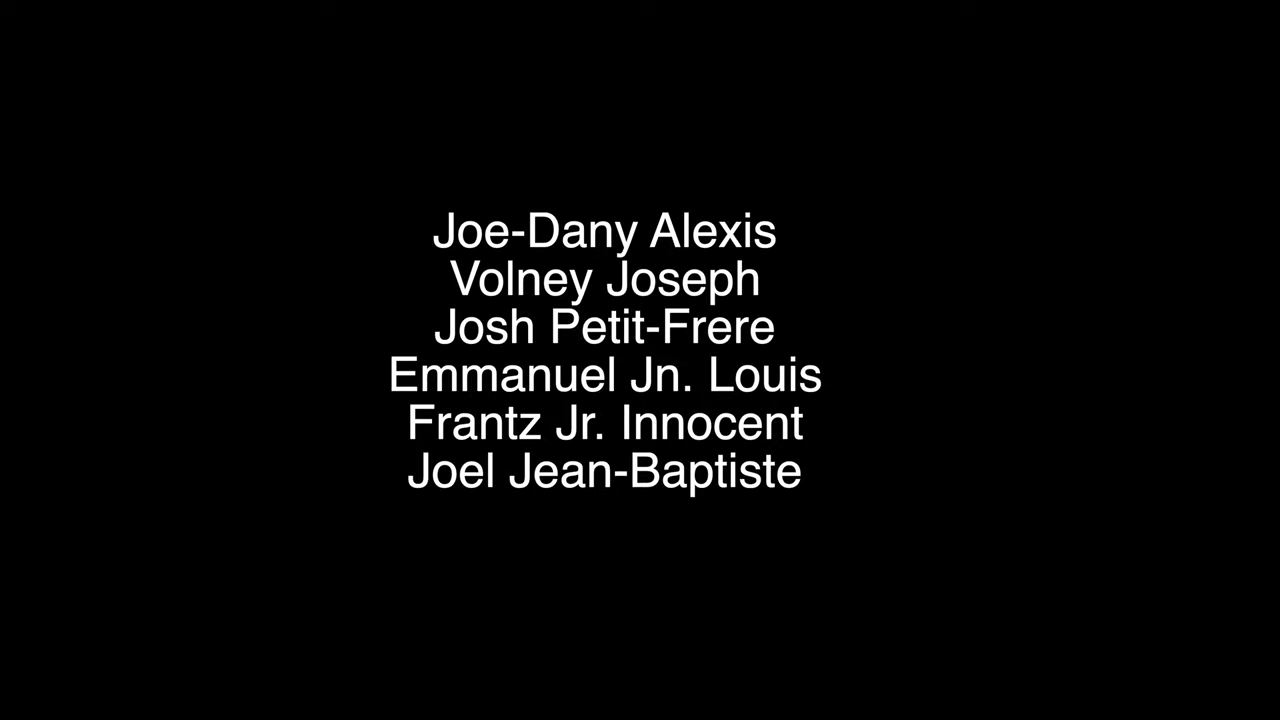 Joe-Dany Alexis
Volney Joseph
Josh Petit-Frere
Emmanuel Jn. Louis
Frantz Jr. Innocent
Joel Jean-Baptiste